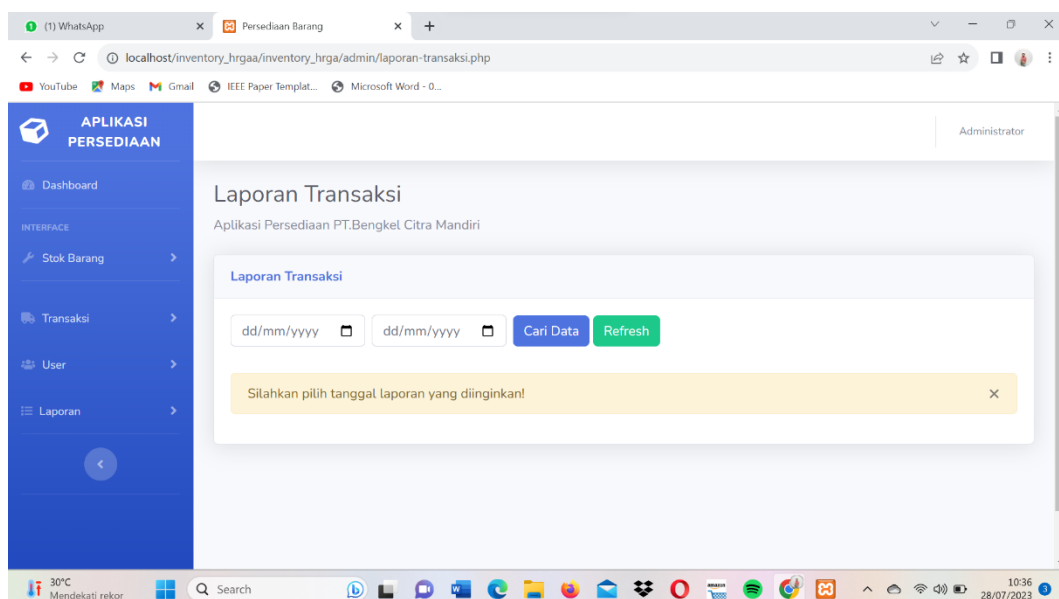 (1) WhatsApp
Persediaan Barang
localhost/inventory_hrgaa/inventory_hrga/admin/laporan-transaksi.php
YouTube Maps Gmail IEEE Paper Templat... Microsoft Word - 0...
APLIKASI
PERSEDIAAN
Administrator
Dashboard
INTERFACE
Stok Barang
Transaksi
User
Laporan
Laporan Transaksi
Aplikasi Persediaan PT.Bengkel Citra Mandiri
Laporan Transaksi
dd/mm/yyyy dd/mm/yyyy Cari Data Refresh
Silahkan pilih tanggal laporan yang diinginkan!
30°C
Mendekati rekor
Search
10:36
28/07/2023
3